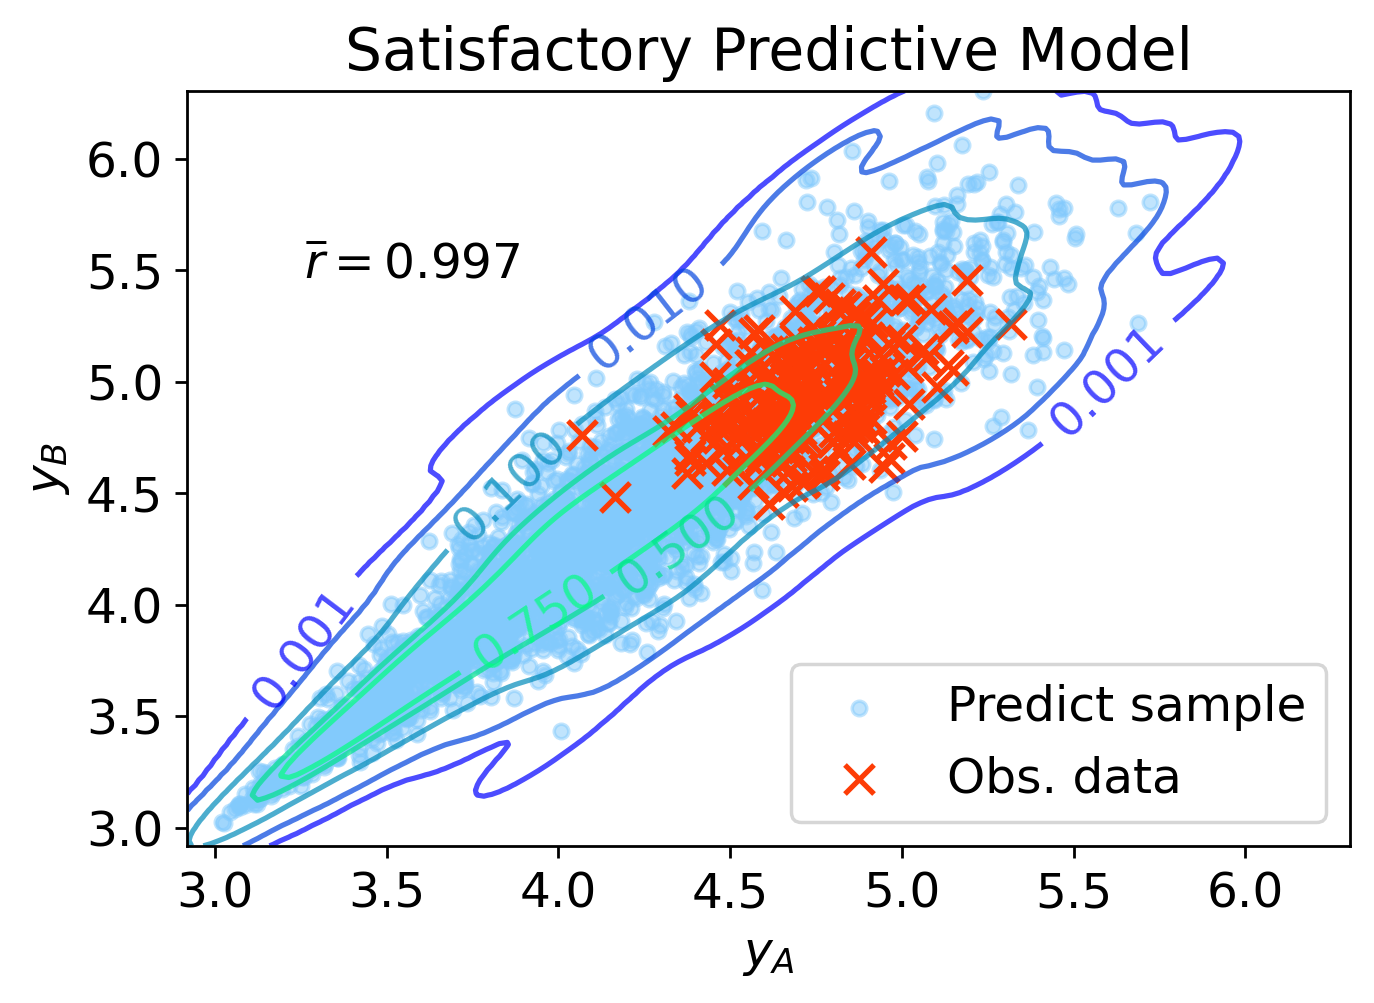 Satisfactory Predictive Model
r̄ = 0.997
0.010
0.001
0.100
0.500
0.750
0.001
6.0
5.5
5.0
4.5
4.0
3.5
3.0
y_B
Predict sample
Obs. data
3.0 3.5 4.0 4.5 5.0 5.5 6.0
y_A